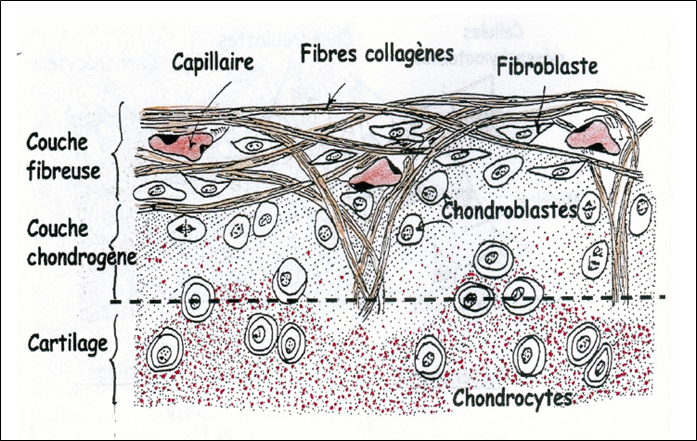 Capillaire
Fibres collagènes
Fibroblaste
Couche
fibreuse
Couche
chondrogène
Chondroblastes
Cartilage
Chondrocytes